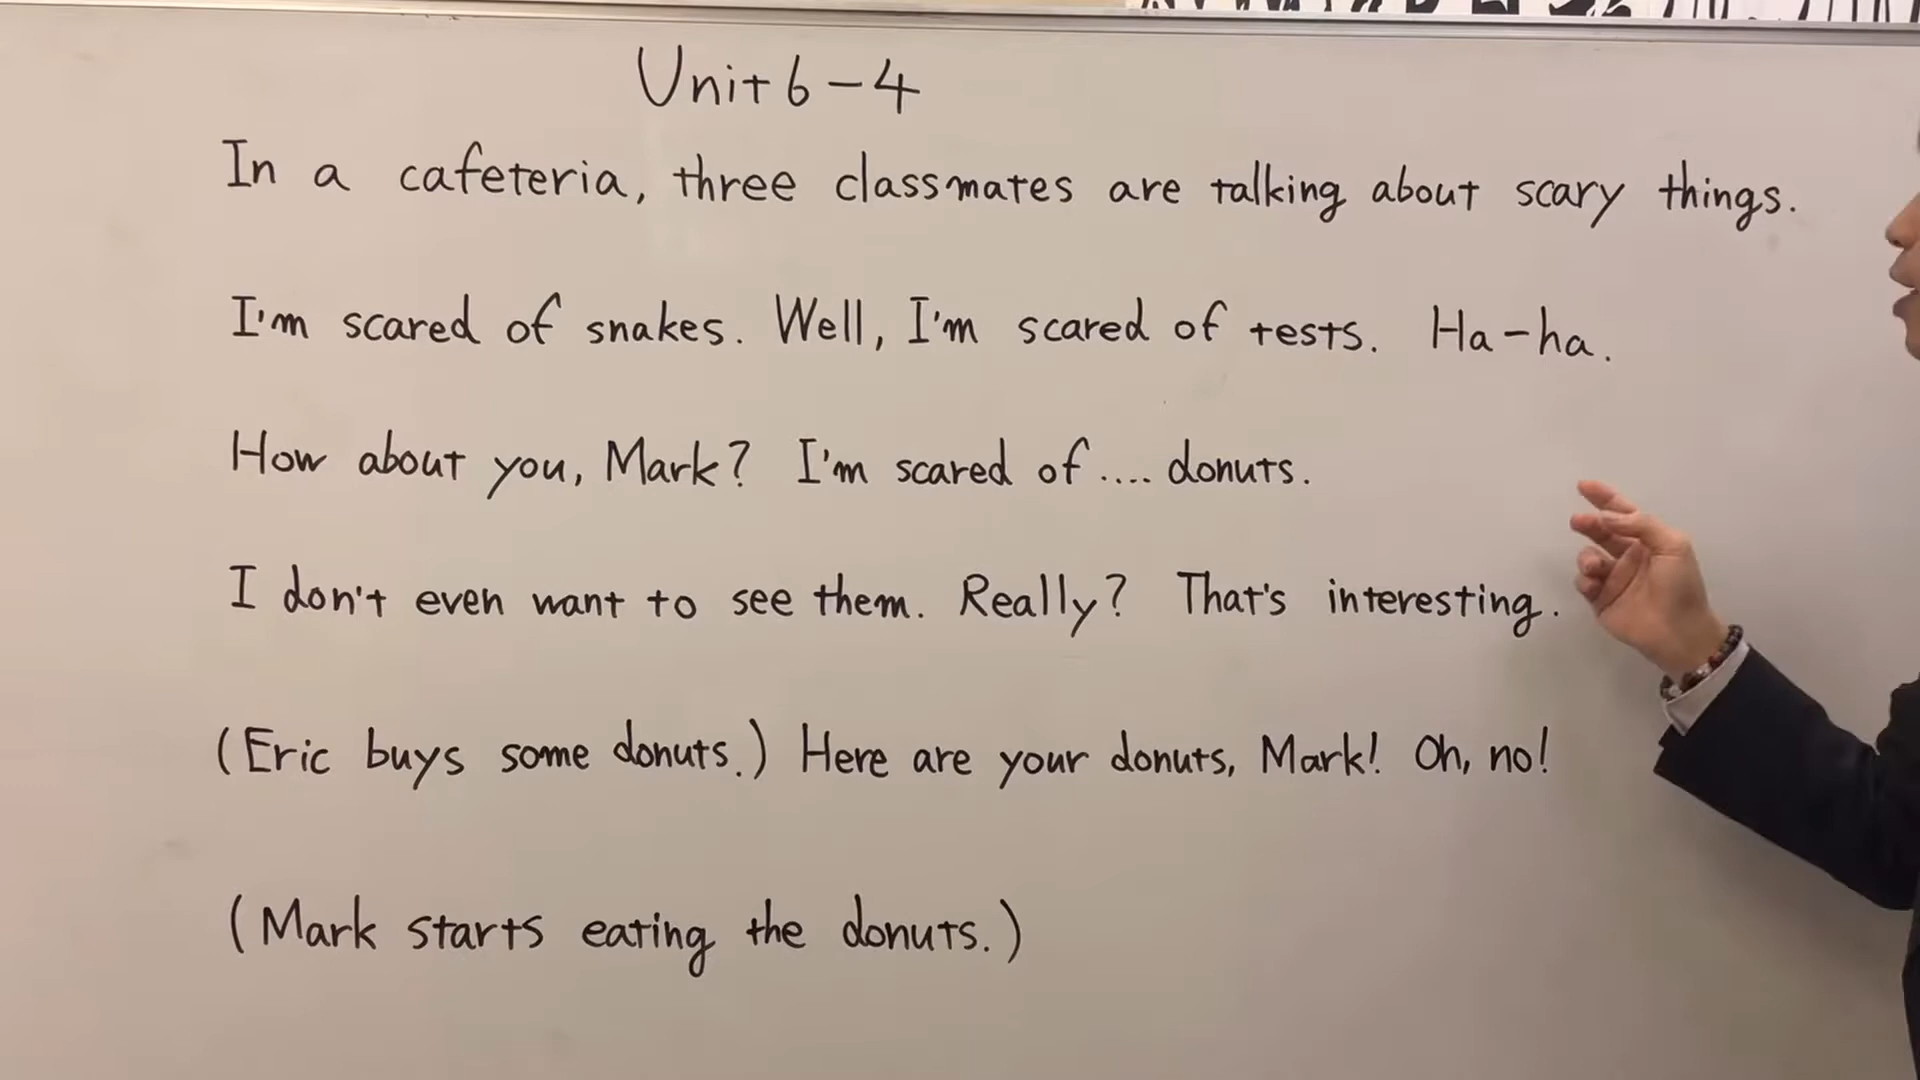 Unit 6-4
In a cafeteria, three classmates are talking about scary things.
I'm scared of snakes. Well, I'm scared of tests. Ha-ha.
How about you, Mark? I'm scared of.... donuts.
I don't even want to see them. Really? That's interesting.
(Eric buys some donuts.) Here are your donuts, Mark! Oh, no!
(Mark starts eating the donuts.)